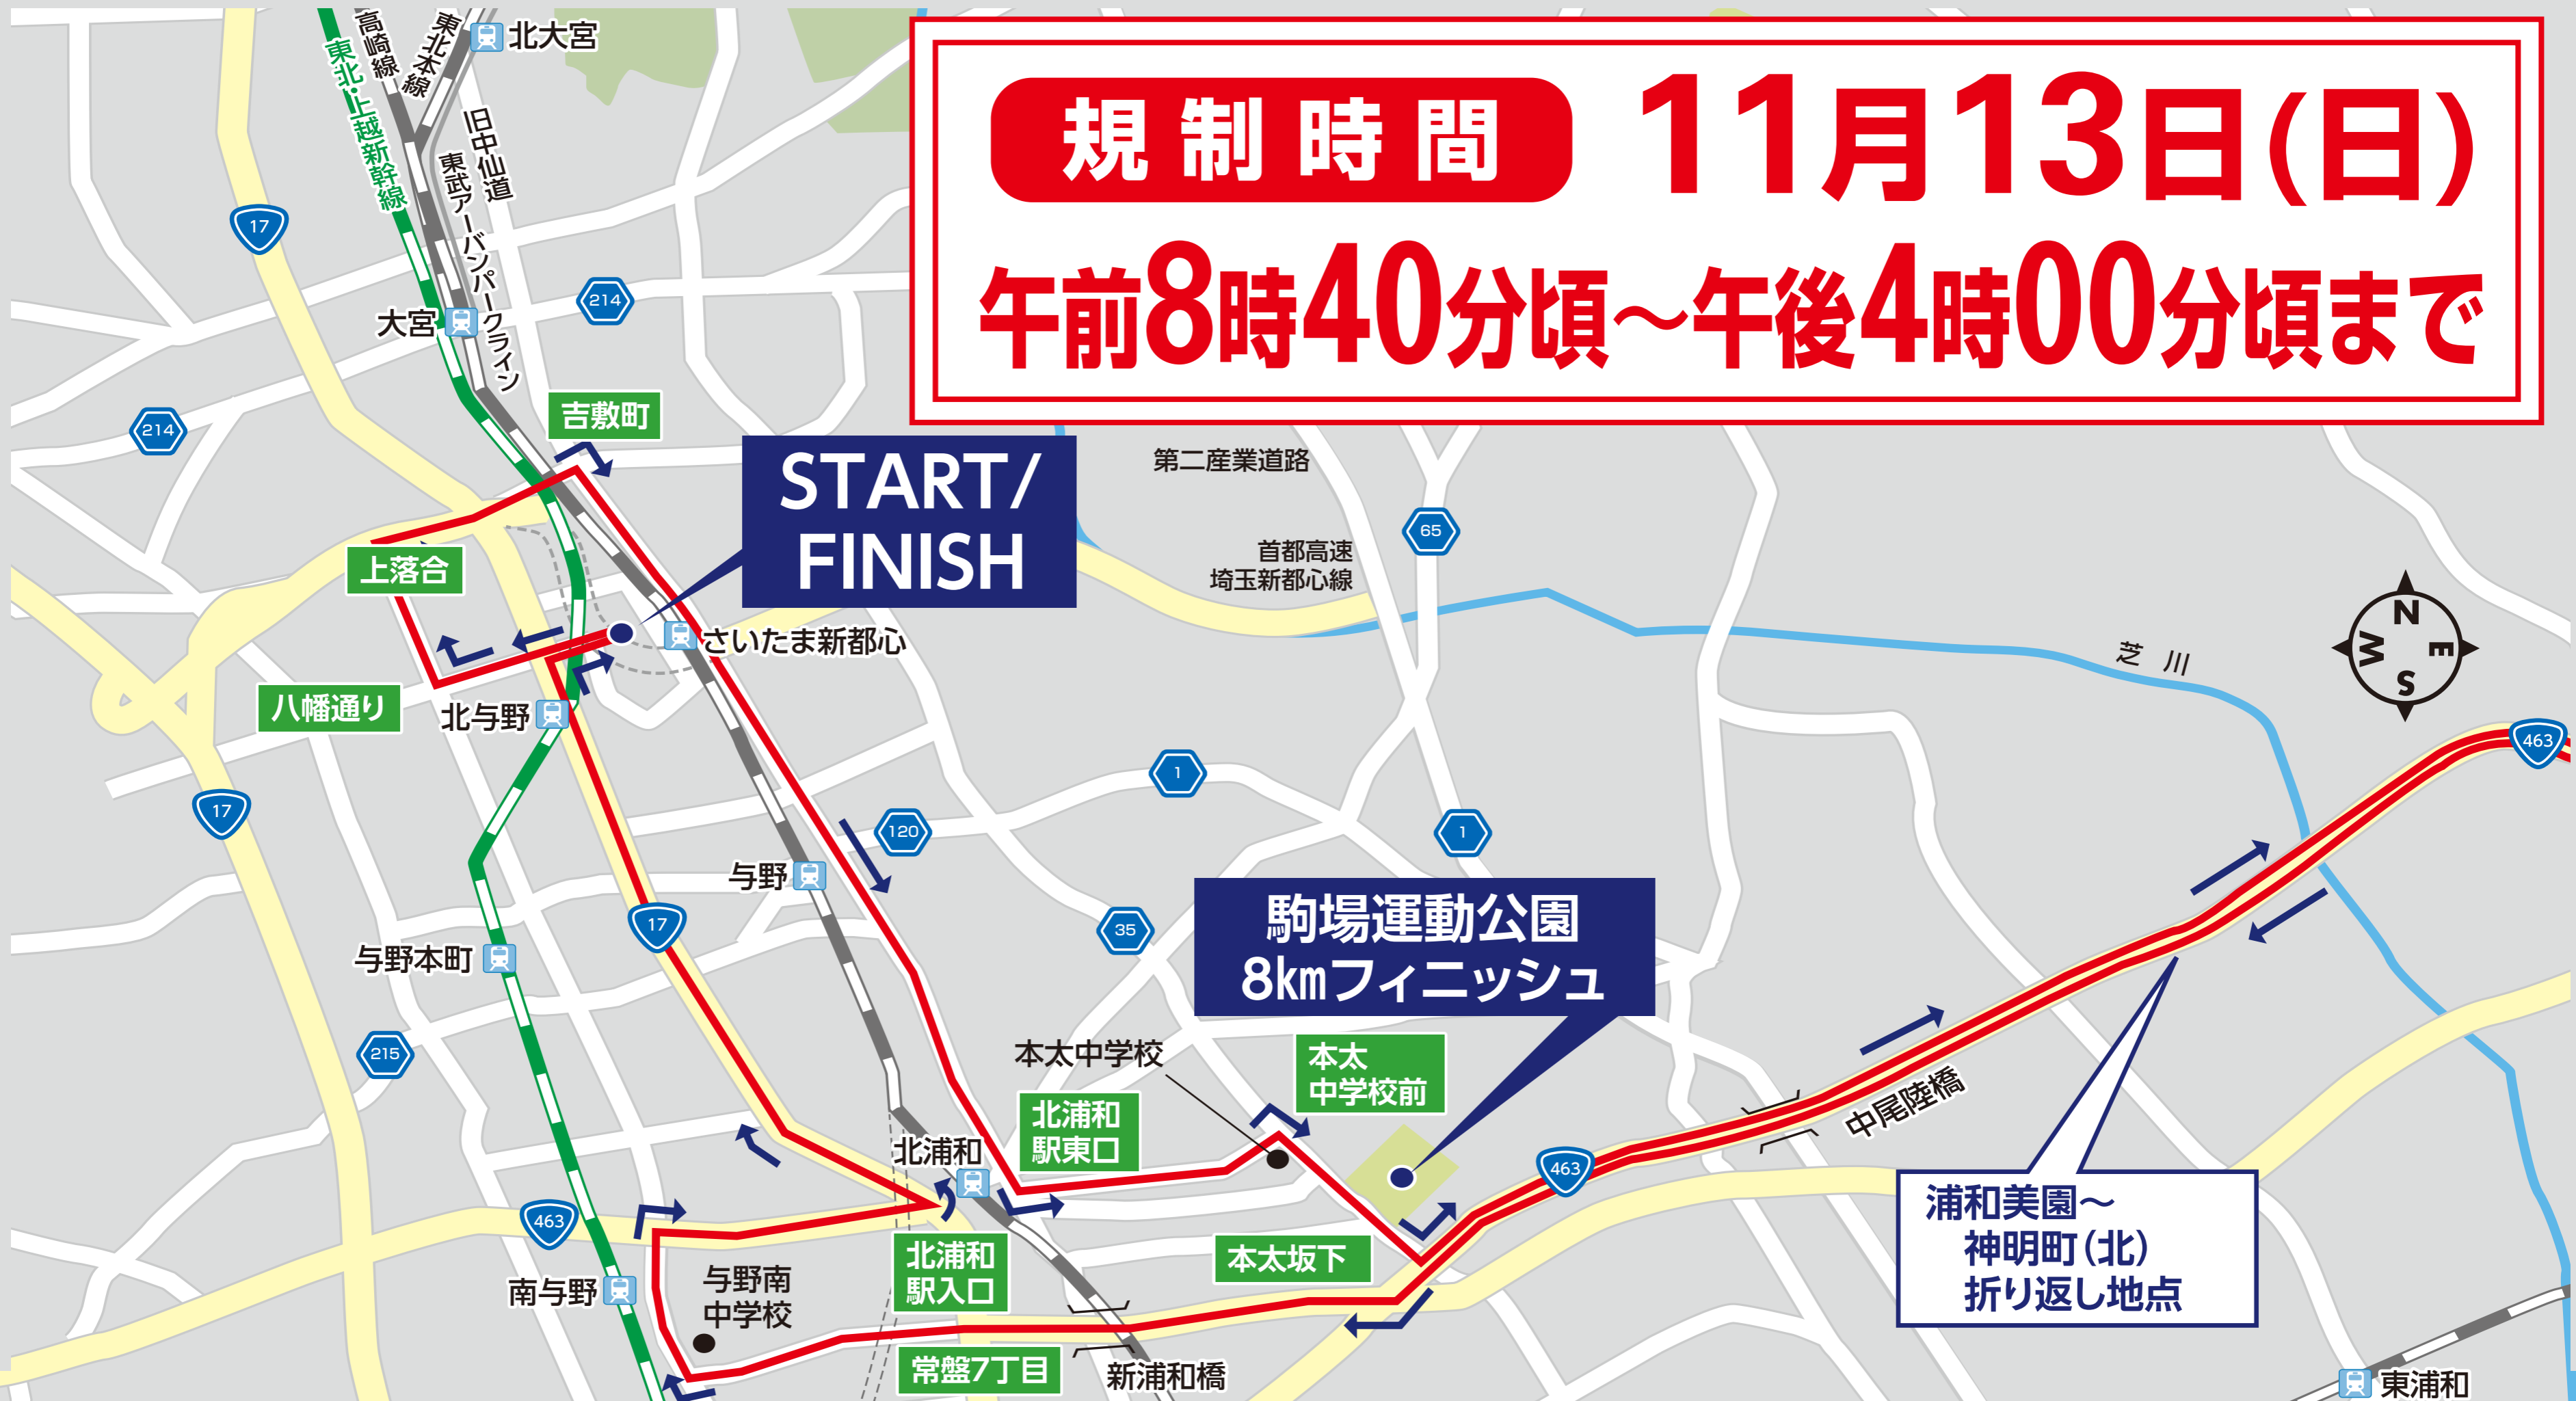 規制時間 11月13日(日)
午前8時40分頃～午後4時00分頃まで
高崎線
東北本線
北大宮
東北・上越新幹線
旧中仙道
東武アーバンパークライン
17
214
大宮
214
吉敷町
START/
FINISH
第二産業道路
65
首都高速
埼玉新都心線
上落合
さいたま新都心
芝川
N
W
E
S
八幡通り
北与野
463
1
17
120
1
与野
17
35
与野本町
駒場運動公園
8kmフィニッシュ
215
本太中学校
本太
中学校前
北浦和
駅東口
中尾陸橋
北浦和
463
463
浦和美園～
神明町(北)
折り返し地点
北浦和
駅入口
本太坂下
南与野
与野南
中学校
常盤7丁目
新浦和橋
東浦和